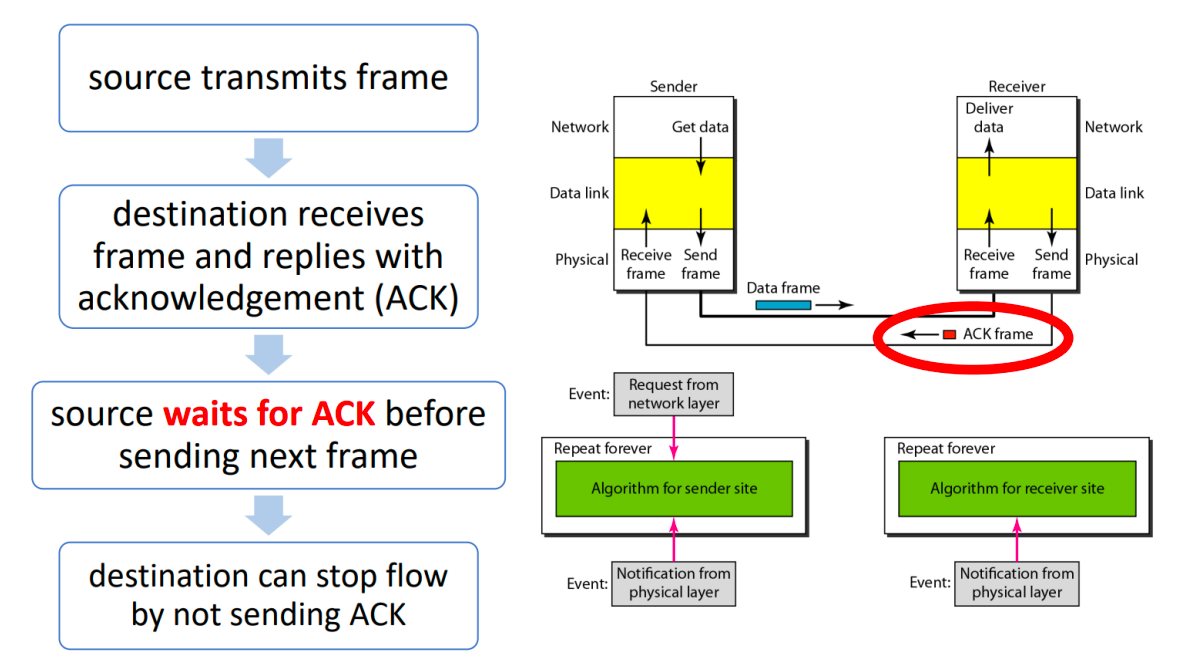 source transmits frame
destination receives
frame and replies with
acknowledgement (ACK)
source waits for ACK before
sending next frame
destination can stop flow
by not sending ACK
Sender
Receiver
Network
Get data
Deliver
data
Network
Data link
Data link
Physical
Receive
frame
Send
frame
Receive
frame
Send
frame
Physical
Data frame
ACK frame
Event:
Request from
network layer
Repeat forever
Algorithm for sender site
Event:
Notification from
physical layer
Repeat forever
Algorithm for receiver site
Event:
Notification from
physical layer